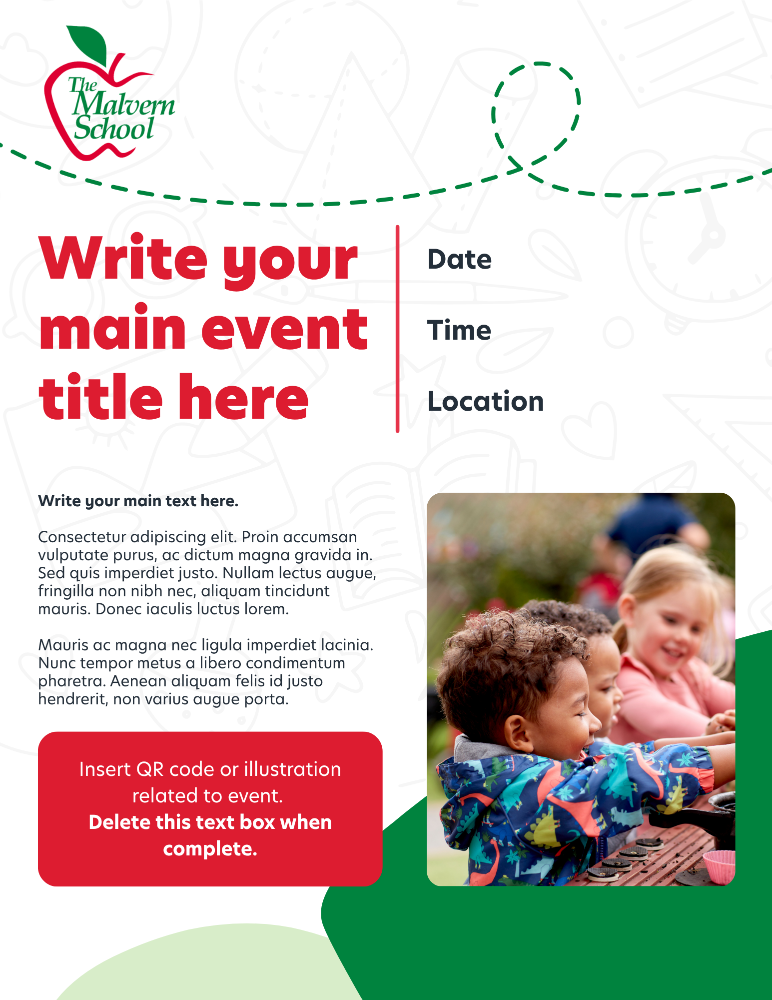 The
Malvern
School
Write your
main event
title here
Date
Time
Location
Write your main text here.
Consectetur adipiscing elit. Proin accumsan
vulputate purus, ac dictum magna gravida in.
Sed quis imperdiet justo. Nullam lectus augue,
fringilla non nibh nec, aliquam tincidunt
mauris. Donec iaculis luctus lorem.
Mauris ac magna nec ligula imperdiet lacinia.
Nunc tempor metus a libero condimentum
pharetra. Aenean aliquam felis id justo
hendrerit, non varius augue porta.
Insert QR code or illustration
related to event.
Delete this text box when
complete.